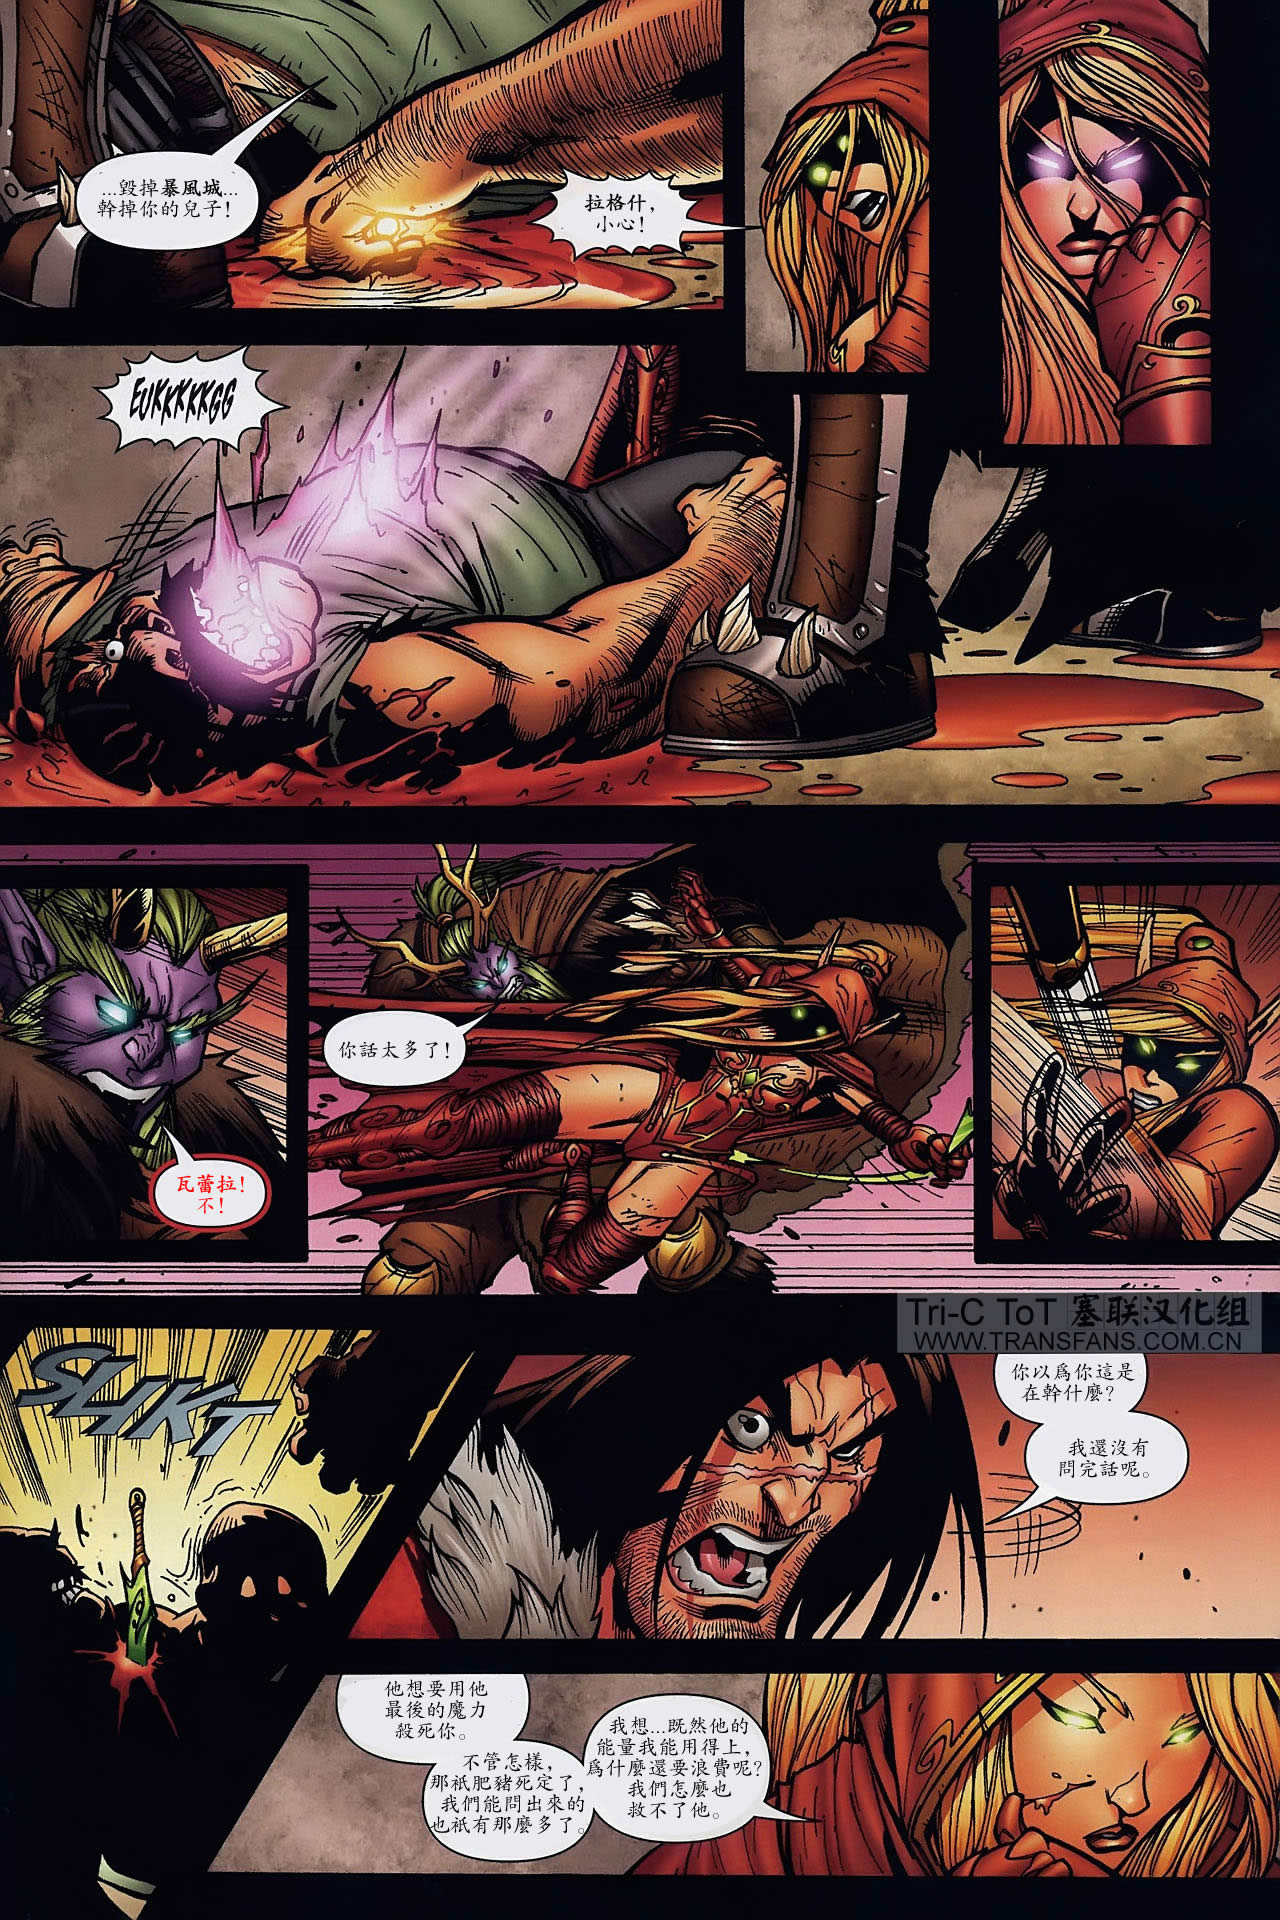 …毀掉暴風城…
幹掉你的兒子！
拉格什，
小心！
EUKKKKKGG
瓦蕾拉！
不！
你話太多了！
SLIKT
Tri-C ToT 塞联汉化组
WWW.TRANSFANS.COM.CN
你以爲你這是
在幹什麼？
我還沒有
問完話呢。
他想要用他
最後的魔力
殺死你。
不管怎樣，
那祇肥豬死定了，
我們能問出來的
也祇有那麼多了。
我想…既然他的
能量我能用得上，
爲什麼還要浪費呢？
我們怎麼也
救不了他。